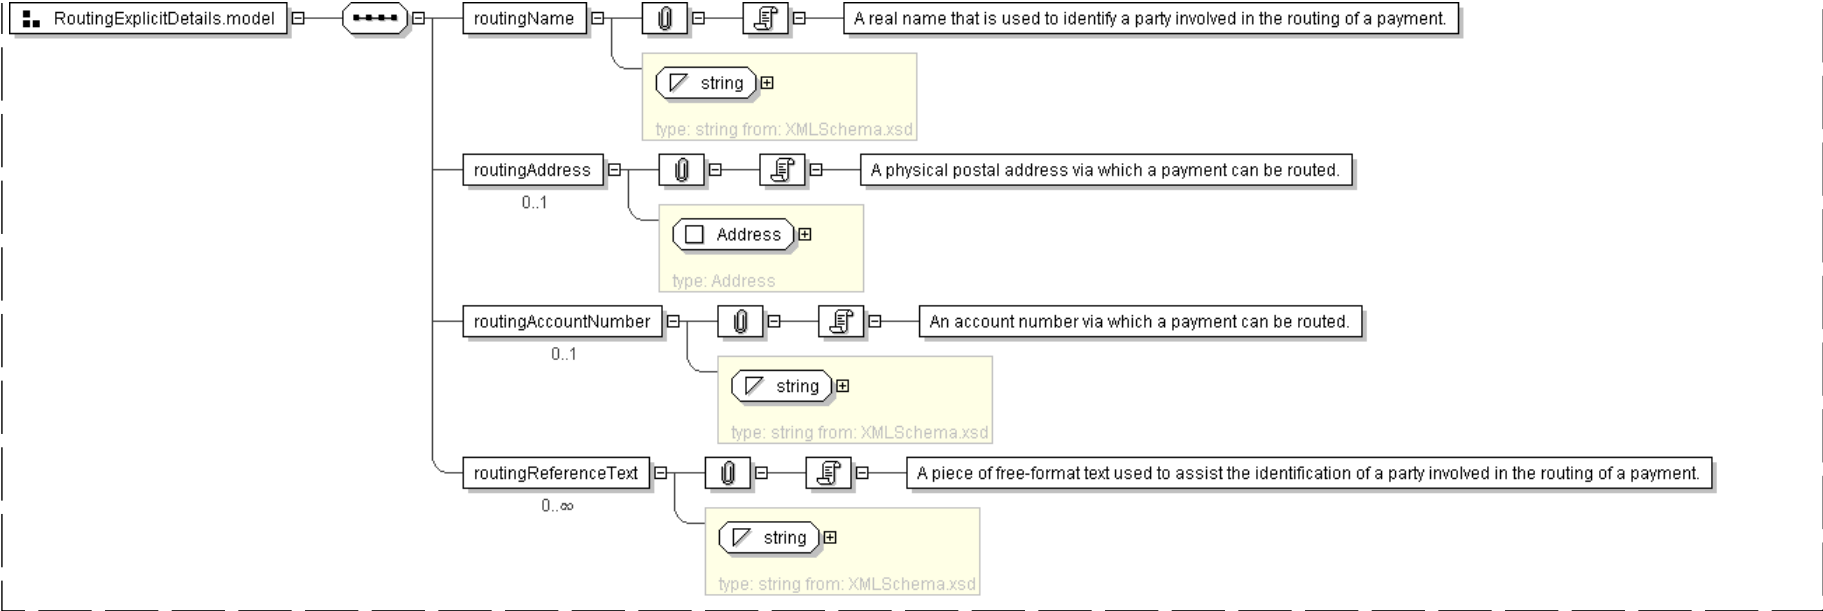 RoutingExplicitDetails.model
routingName
A real name that is used to identify a party involved in the routing of a payment.
string
type: string from: XMLSchema.xsd
routingAddress
A physical postal address via which a payment can be routed.
0..1
Address
type: Address
routingAccountNumber
An account number via which a payment can be routed.
0..1
string
type: string from: XMLSchema.xsd
routingReferenceText
A piece of free-format text used to assist the identification of a party involved in the routing of a payment.
0..∞
string
type: string from: XMLSchema.xsd